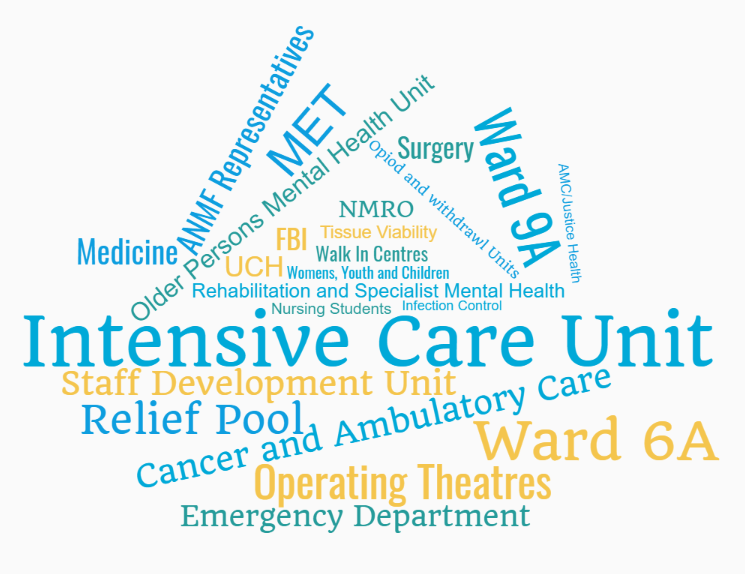 ANMF Representatives
MET
Older Persons Mental Health Unit
Surgery
Ward 9A
Opiod and withdrawl Units
AMC/Justice Health
NMRO
Tissue Viability
FBI
Medicine
Walk In Centres
UCH
Womens, Youth and Children
Rehabilitation and Specialist Mental Health
Nursing Students
Infection Control
Intensive Care Unit
Staff Development Unit
Relief Pool
Cancer and Ambulatory Care
Ward 6A
Operating Theatres
Emergency Department